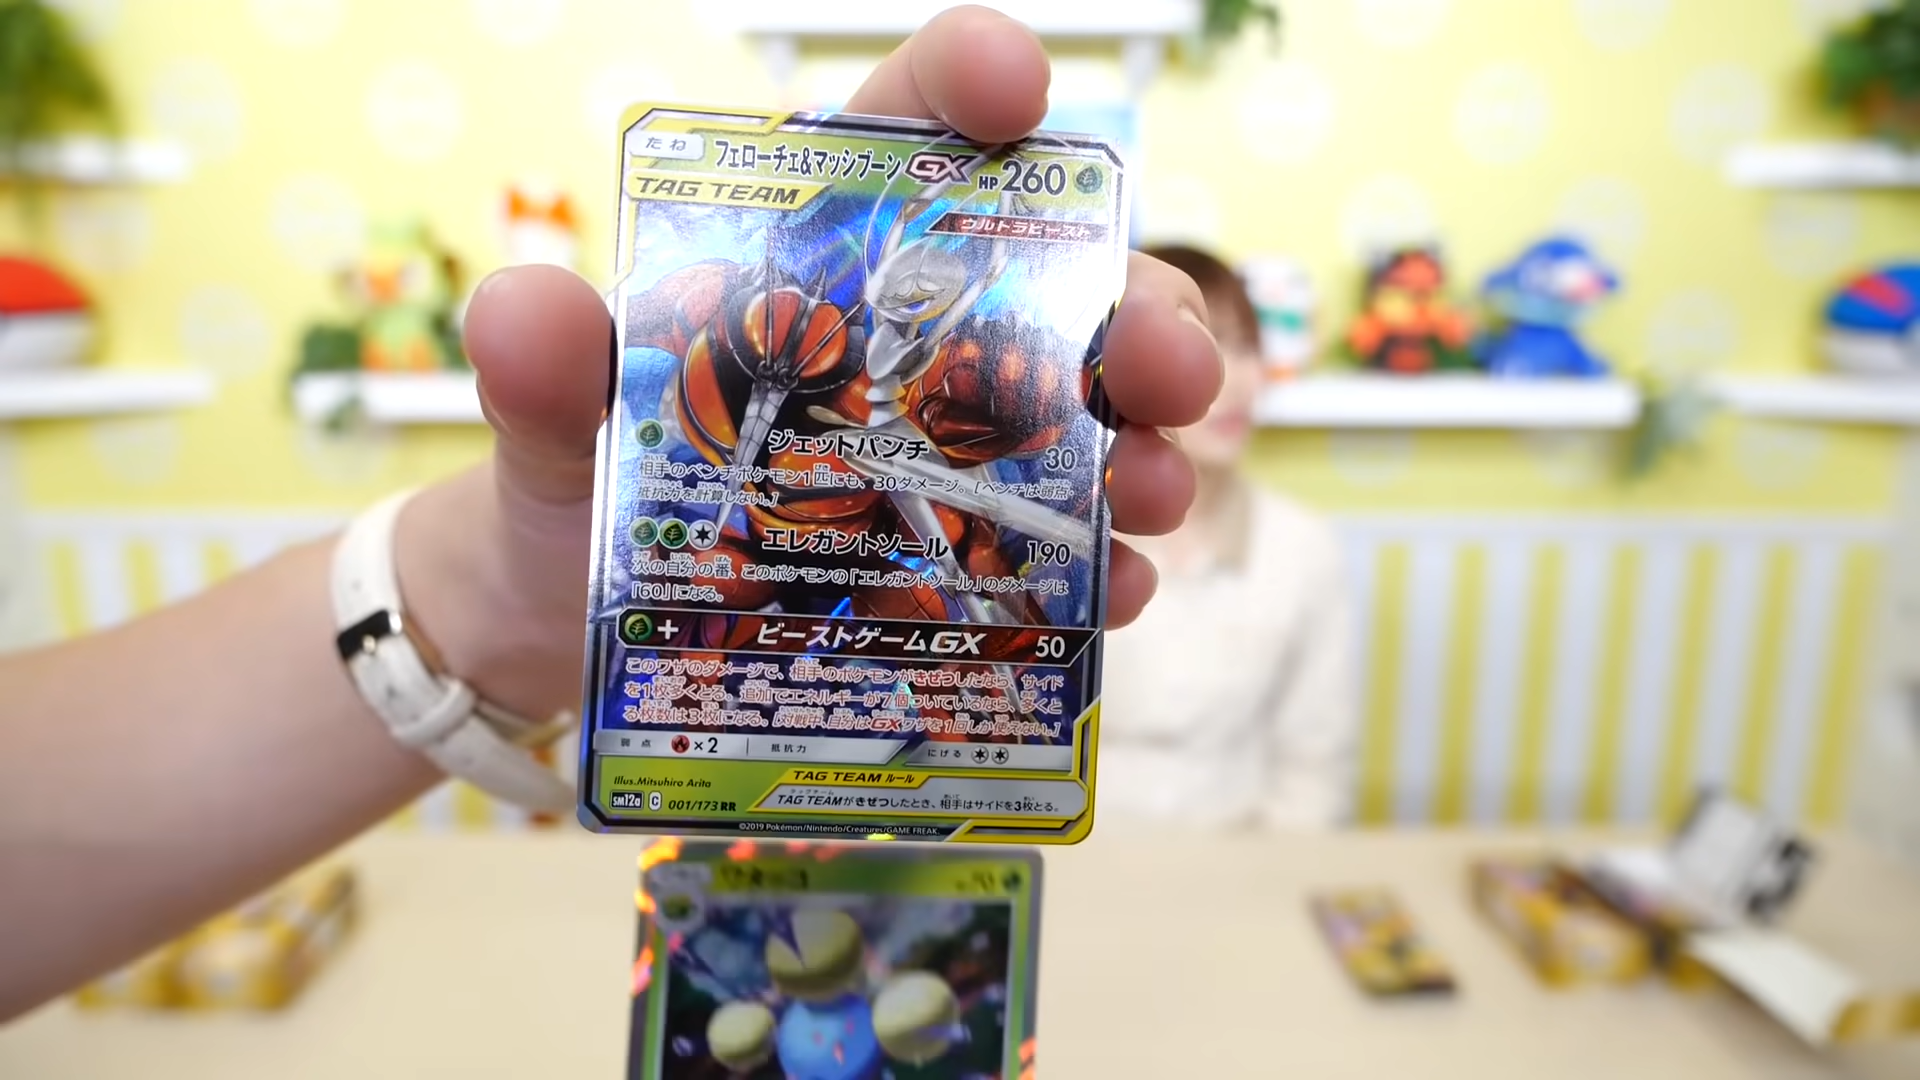 たね
フェローチェ&マッシブーンGX HP260
TAG TEAM
ウルトラビースト
ジェットパンチ 30
相手のベンチポケモン1匹にも、30ダメージ。[ベンチは弱点・
抵抗力を計算しない。]
エレガントソール 190
次の自分の番、このポケモンの「エレガントソール」のダメージは
「60」になる。
+ ビーストゲームGX 50
このワザのダメージで、相手のポケモンがきぜつしたなら、サイド
を1枚多くとる。追加でエネルギーが7個ついているなら、多くと
る枚数は3枚になる。[対戦中、自分はGXワザを1回しか使えない。]
弱点 ×2 抵抗力 にげる
Illus.Mitsuhiro Arita
TAG TEAM ルール
sm12a C 001/173 RR
TAG TEAMがきぜつしたとき、相手はサイドを3枚とる。
©2019 Pokémon/Nintendo/Creatures/GAME FREAK.